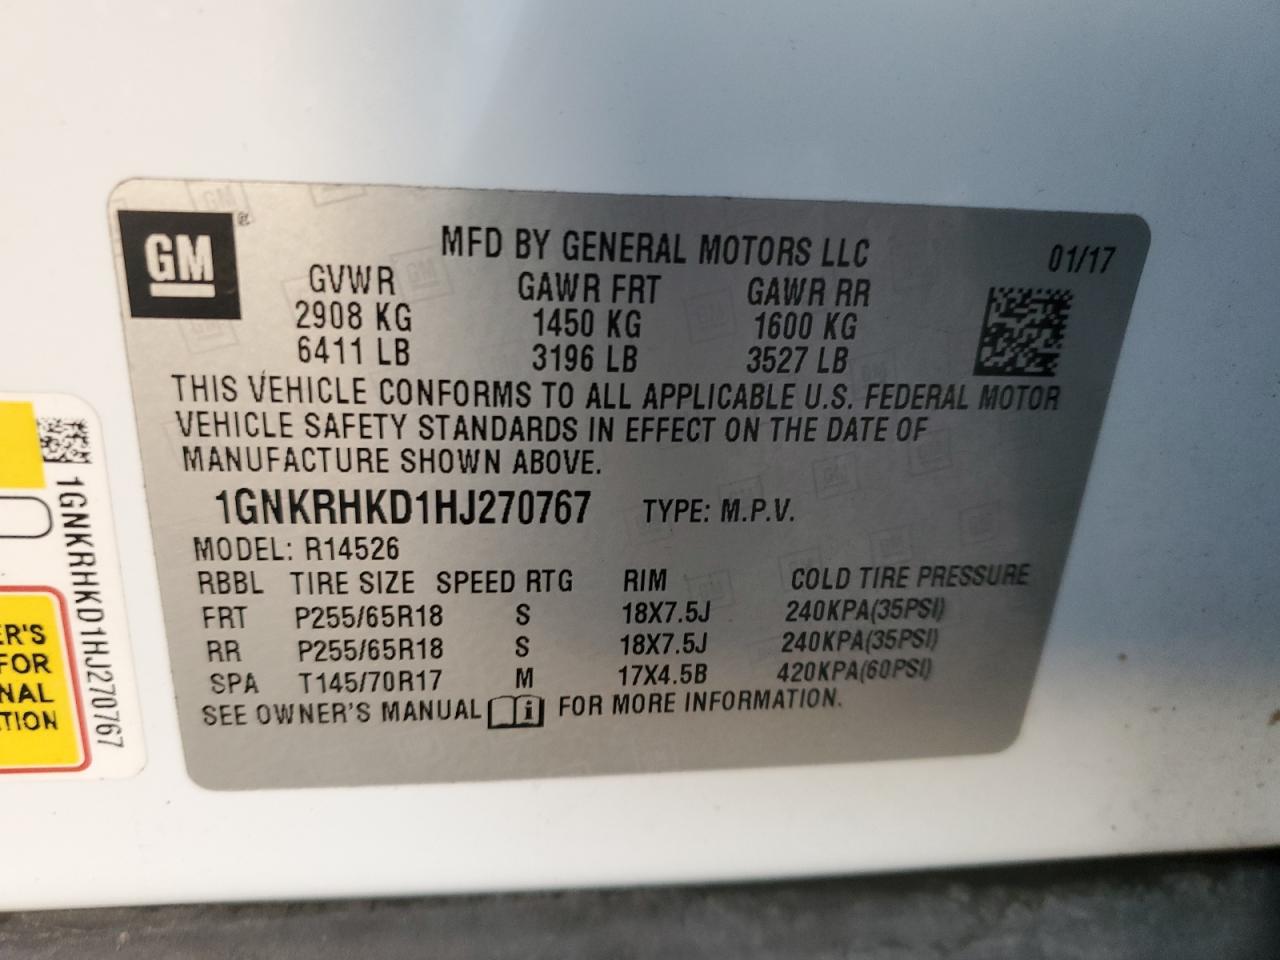 GM ®
MFD BY GENERAL MOTORS LLC 01/17
GVWR GAWR FRT GAWR RR
2908 KG 1450 KG 1600 KG
6411 LB 3196 LB 3527 LB
THIS VEHICLE CONFORMS TO ALL APPLICABLE U.S. FEDERAL MOTOR
VEHICLE SAFETY STANDARDS IN EFFECT ON THE DATE OF
MANUFACTURE SHOWN ABOVE.
1GNKRHKD1HJ270767 TYPE: M.P.V.
MODEL: R14526
RBBL TIRE SIZE SPEED RTG RIM COLD TIRE PRESSURE
FRT P255/65R18 S 18X7.5J 240KPA(35PSI)
RR P255/65R18 S 18X7.5J 240KPA(35PSI)
SPA T145/70R17 M 17X4.5B 420KPA(60PSI)
SEE OWNER'S MANUAL i FOR MORE INFORMATION.
1GNKRHKD1HJ270767
ER'S
FOR
NAL
TION